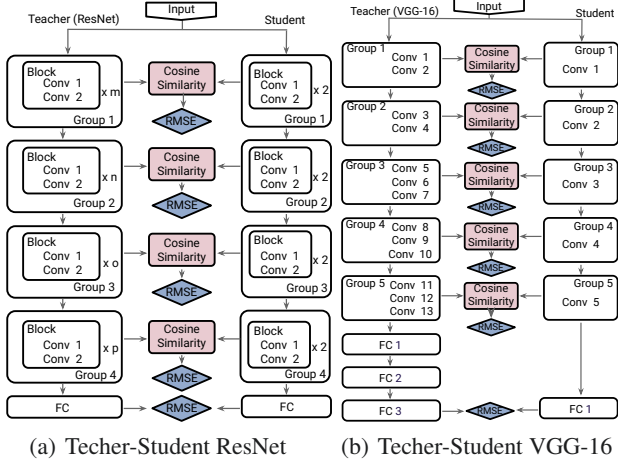 Input
Techer (ResNet)
Student
Block
Conv 1
Conv 2
x m
Group 1
Cosine
Similarity
RMSE
Block
Conv 1
Conv 2
x 2
Group 1
Block
Conv 1
Conv 2
x n
Group 2
Cosine
Similarity
RMSE
Block
Conv 1
Conv 2
x 2
Group 2
Block
Conv 1
Conv 2
x o
Group 3
Cosine
Similarity
RMSE
Block
Conv 1
Conv 2
x 2
Group 3
Block
Conv 1
Conv 2
x p
Group 4
Cosine
Similarity
RMSE
Block
Conv 1
Conv 2
x 2
Group 4
FC
RMSE
FC
(a) Techer-Student ResNet
Input
Teacher (VGG-16)
Student
Group 1
Conv 1
Conv 2
Cosine
Similarity
RMSE
Group 1
Conv 1
Group 2
Conv 3
Conv 4
Cosine
Similarity
RMSE
Group 2
Conv 2
Group 3
Conv 5
Conv 6
Conv 7
Cosine
Similarity
RMSE
Group 3
Conv 3
Group 4
Conv 8
Conv 9
Conv 10
Cosine
Similarity
RMSE
Group 4
Conv 4
Group 5
Conv 11
Conv 12
Conv 13
Cosine
Similarity
RMSE
Group 5
Conv 5
FC 1
FC 2
FC 3
RMSE
FC 1
(b) Techer-Student VGG-16